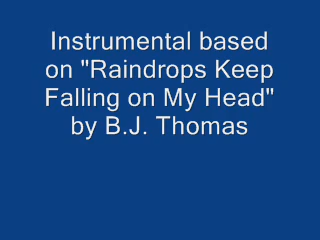 Instrumental based
on "Raindrops Keep
Falling on My Head"
by B.J. Thomas